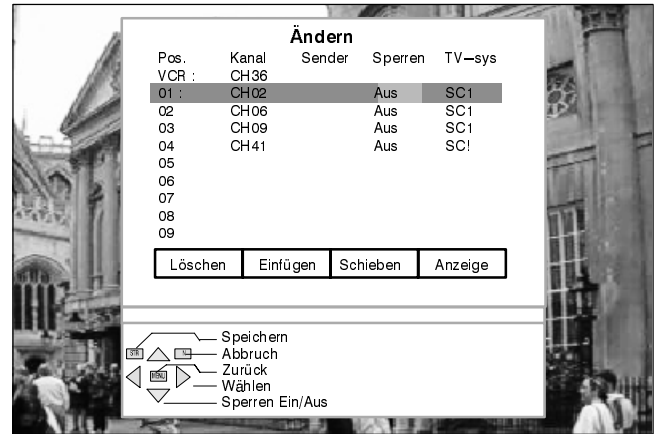 Ändern
Pos. Kanal Sender Sperren TV-sys
VCR : CH36
01 : CH02 Aus SC1
02 CH06 Aus SC1
03 CH09 Aus SC1
04 CH41 Aus SC!
05
06
07
08
09
Löschen Einfügen Schieben Anzeige
Speichern
STR N Abbruch
Zurück
MENU
Wählen
Sperren Ein/Aus